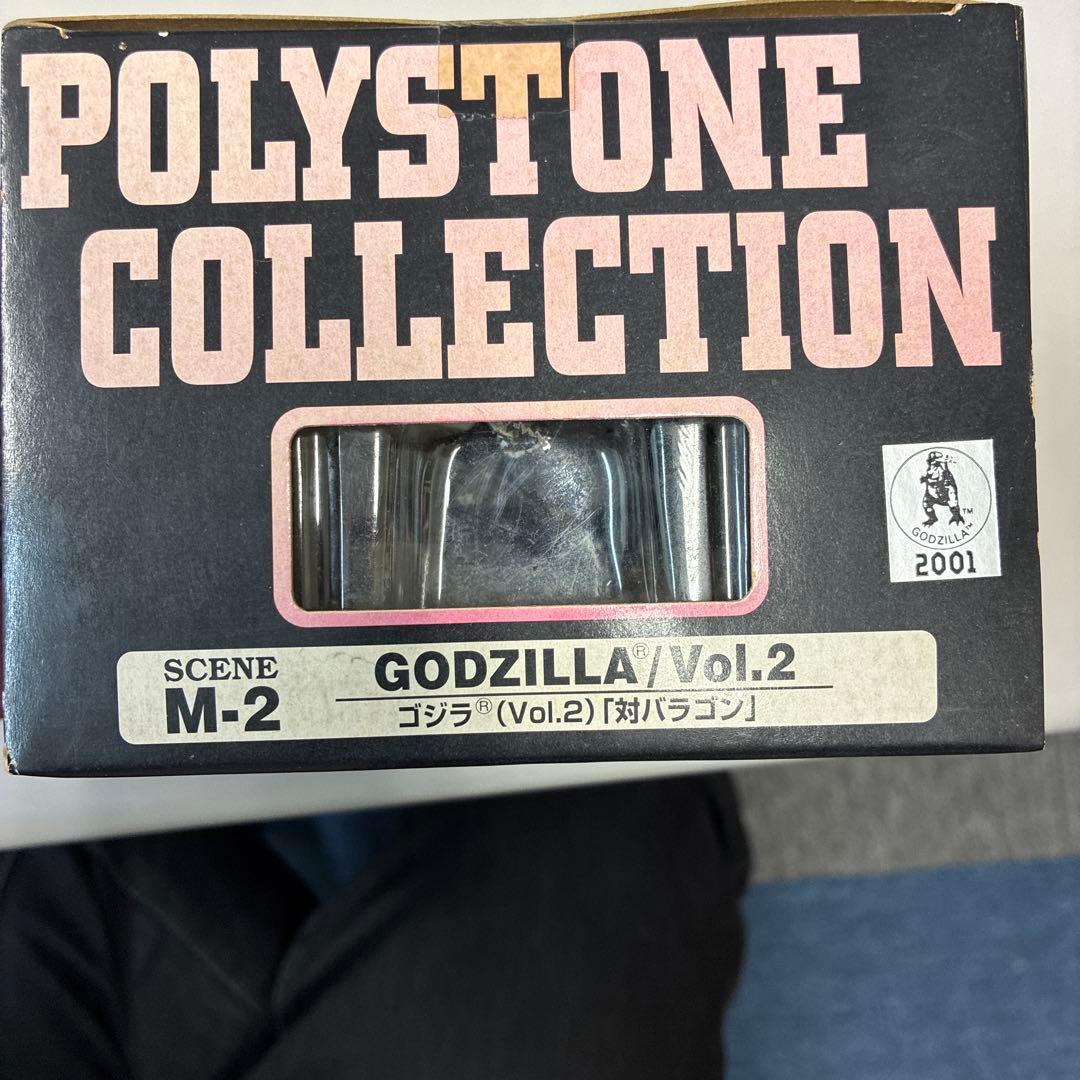 POLYSTONE
COLLECTION
GODZILLA™
TM
2001
SCENE
M-2
GODZILLA®/Vol.2
ゴジラ®(Vol.2)「対バラゴン」